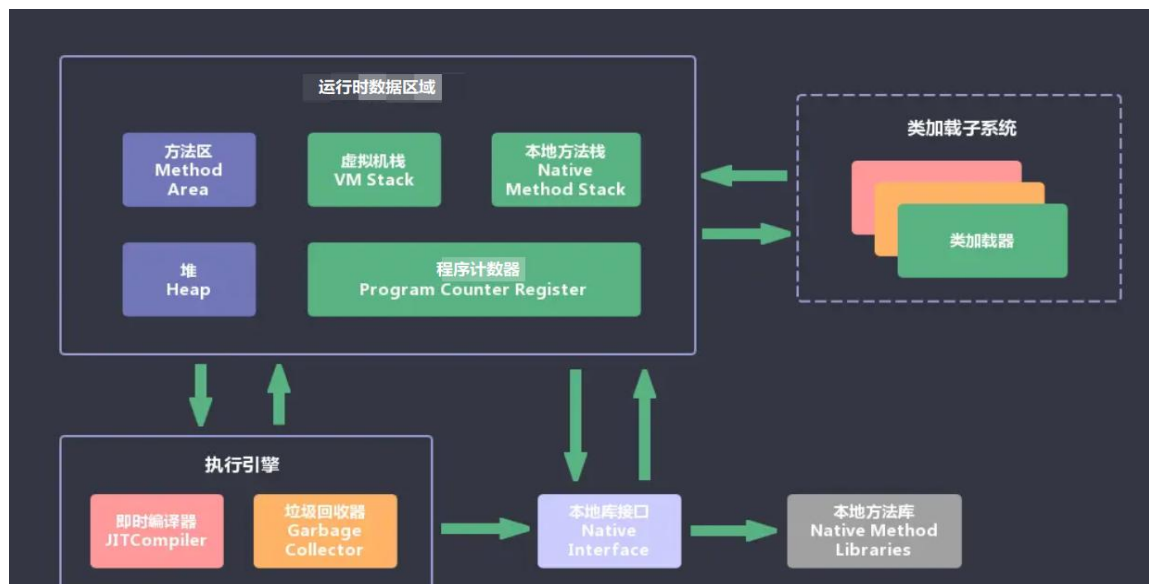 运行时数据区域
方法区
Method
Area
虚拟机栈
VM Stack
本地方法栈
Native
Method Stack
堆
Heap
程序计数器
Program Counter Register
类加载子系统
类加载器
执行引擎
即时编译器
JITCompiler
垃圾回收器
Garbage
Collector
本地库接口
Native
Interface
本地方法库
Native Method
Libraries